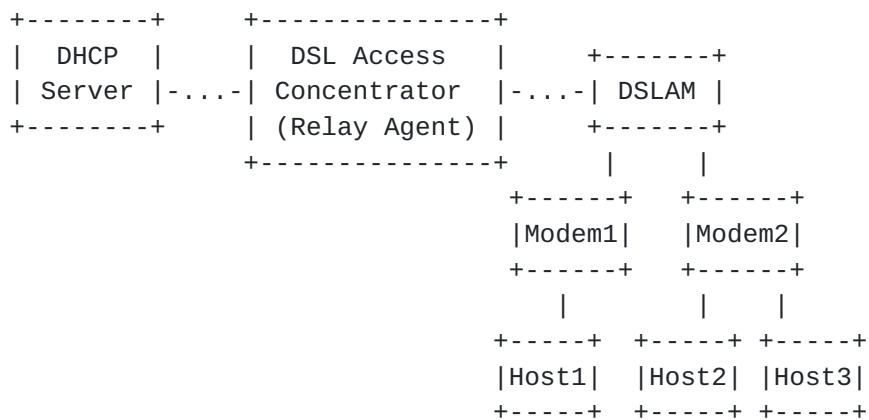 +--------+     +---------------+
|  DHCP  |     |  DSL Access   |     +-------+
| Server |-...-| Concentrator  |-...-| DSLAM |
+--------+     | (Relay Agent) |     +-------+
               +---------------+      |     |
                               +------+   +------+
                               |Modem1|   |Modem2|
                               +------+   +------+
                                  |        |    |
                              +-----+  +-----+ +-----+
                              |Host1|  |Host2| |Host3|
                              +-----+  +-----+ +-----+